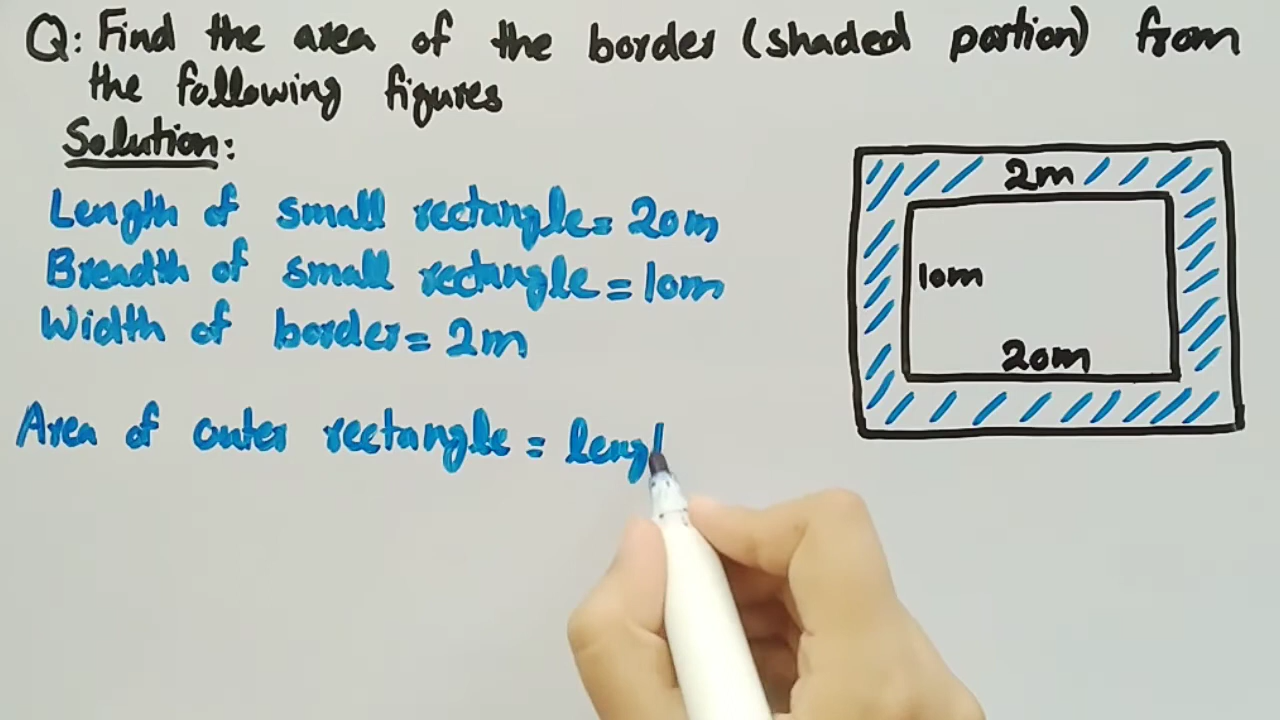 Q: Find the area of the border (shaded portion) from
the following figures
Solution:
Length of small rectangle = 20m
Breadth of small rectangle = 10m
Width of border = 2m
Area of outer rectangle = lengt
2m
10m
20m